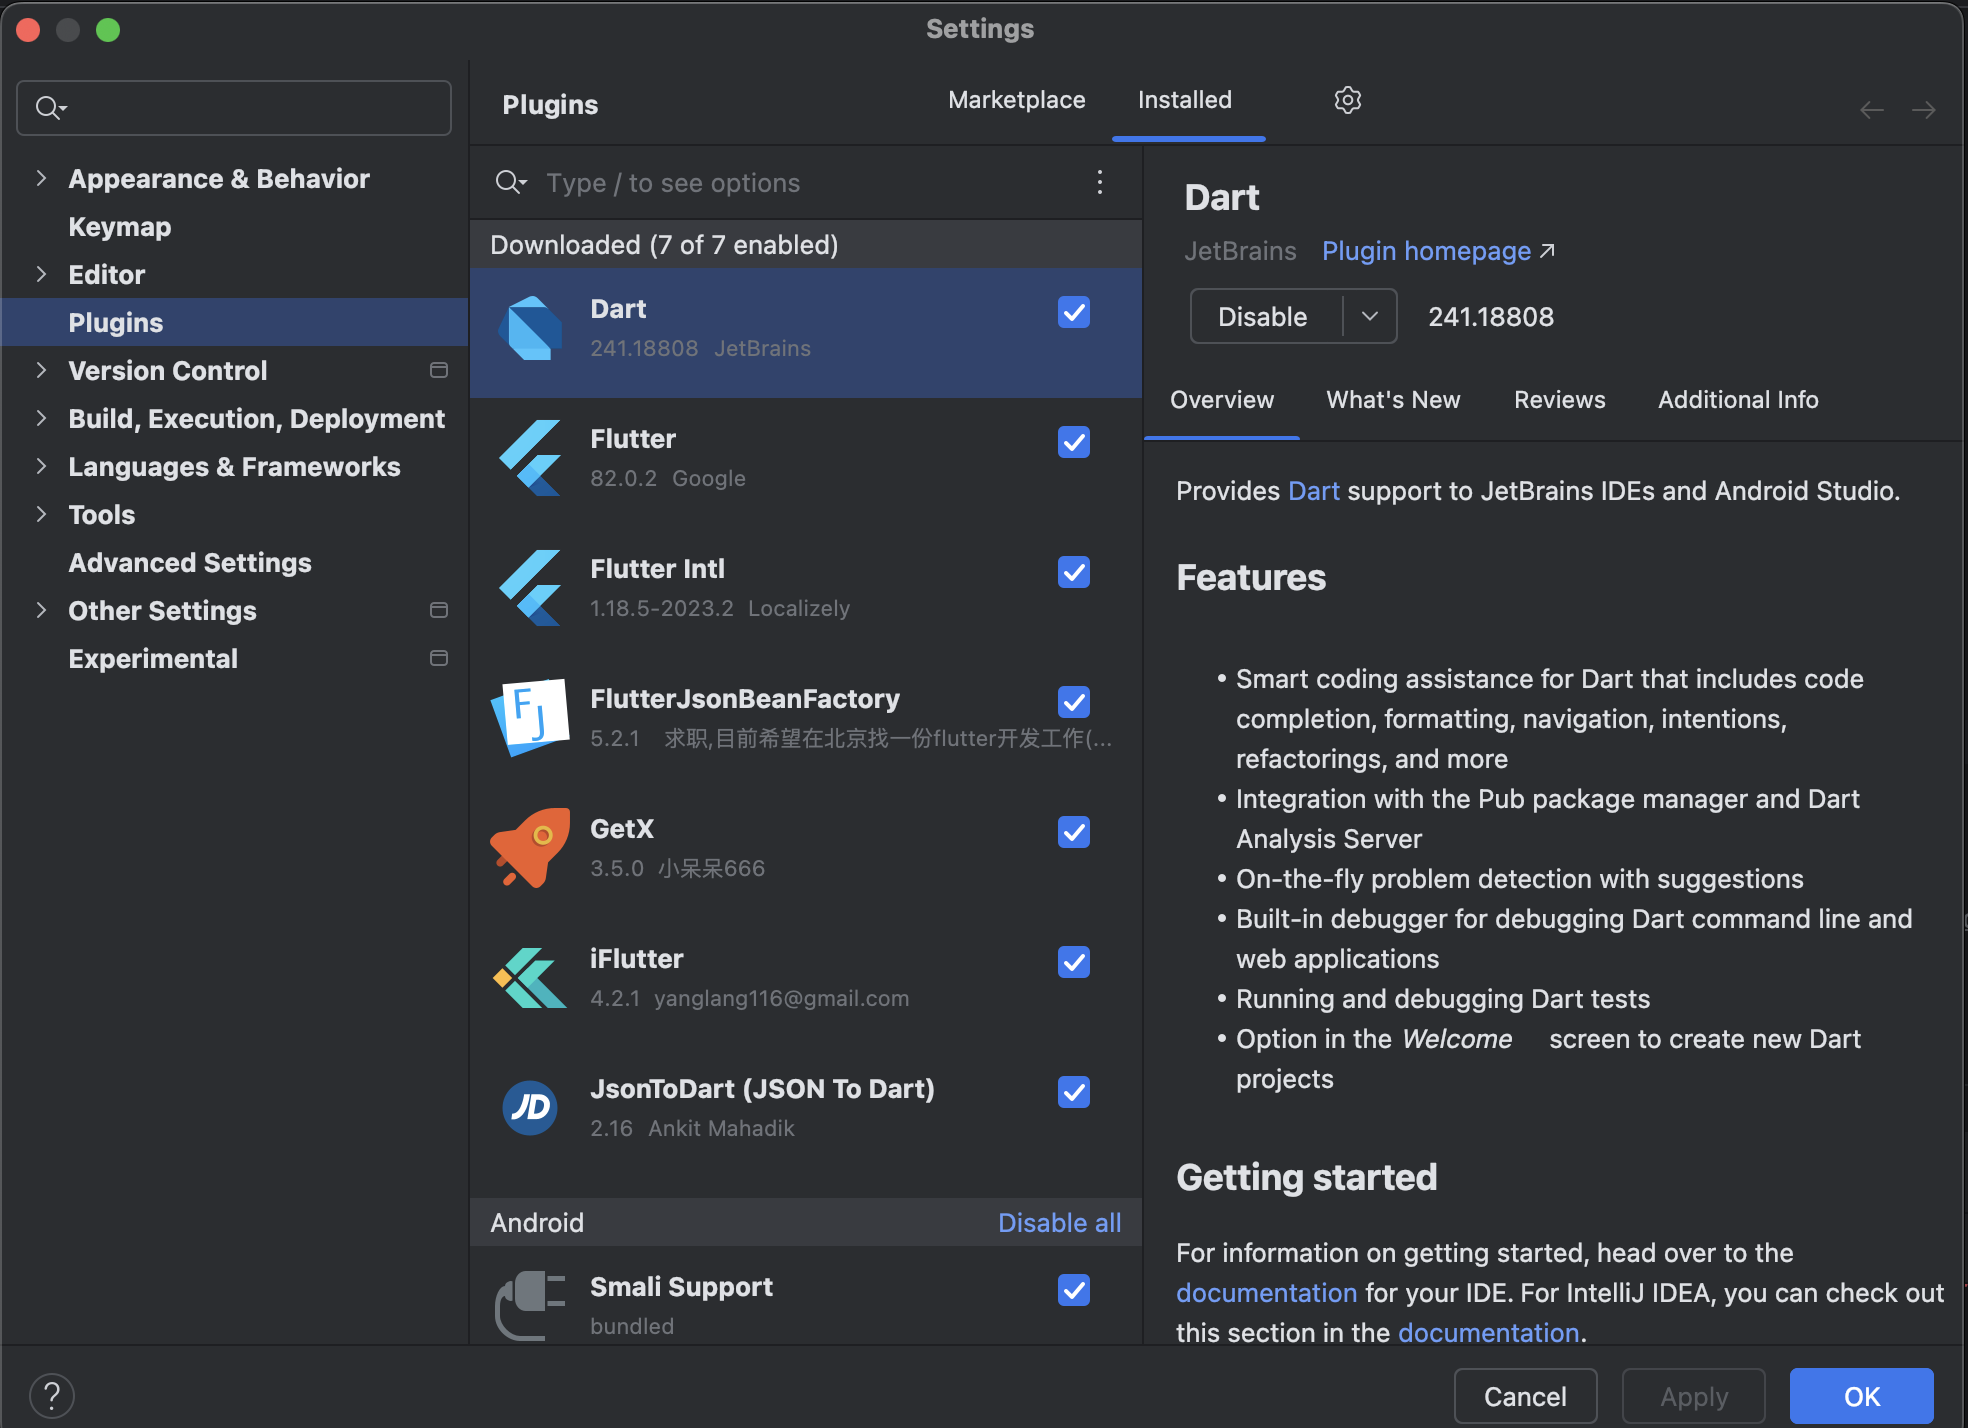 Settings
Appearance & Behavior
Keymap
Editor
Plugins
Version Control
Build, Execution, Deployment
Languages & Frameworks
Tools
Advanced Settings
Other Settings
Experimental
Plugins
Marketplace
Installed
Type / to see options
Downloaded (7 of 7 enabled)
Dart
241.18808 JetBrains
Flutter
82.0.2 Google
Flutter Intl
1.18.5-2023.2 Localizely
FlutterJsonBeanFactory
5.2.1 求职,目前希望在北京找一份flutter开发工作(...
GetX
3.5.0 小呆呆666
iFlutter
4.2.1 yanglang116@gmail.com
JsonToDart (JSON To Dart)
2.16 Ankit Mahadik
Android Disable all
Smali Support
bundled
Dart
JetBrains Plugin homepage
Disable 241.18808
Overview What's New Reviews Additional Info
Provides Dart support to JetBrains IDEs and Android Studio.
Features
• Smart coding assistance for Dart that includes code
completion, formatting, navigation, intentions,
refactorings, and more
• Integration with the Pub package manager and Dart
Analysis Server
• On-the-fly problem detection with suggestions
• Built-in debugger for debugging Dart command line and
web applications
• Running and debugging Dart tests
• Option in the Welcome screen to create new Dart
projects
Getting started
For information on getting started, head over to the
documentation for your IDE. For IntelliJ IDEA, you can check out
this section in the documentation.
?
Cancel Apply OK